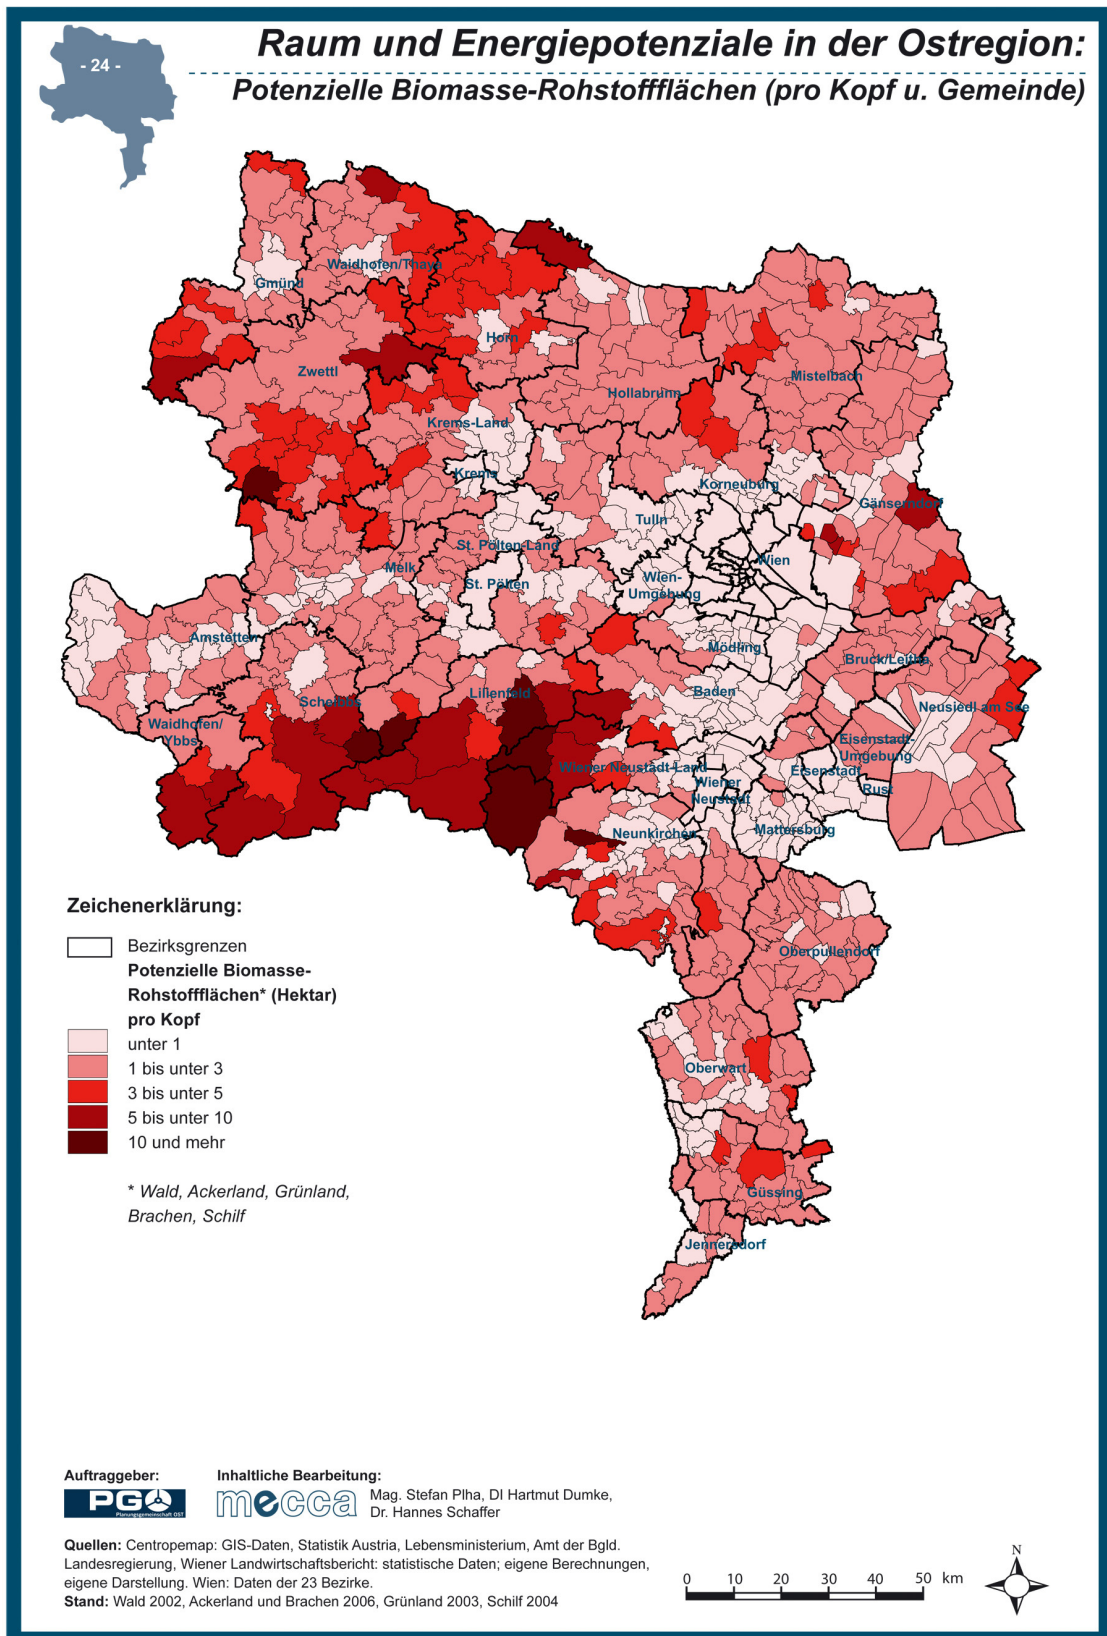 - 24 -
Raum und Energiepotenziale in der Ostregion:
Potenzielle Biomasse-Rohstoffflächen (pro Kopf u. Gemeinde)
Waidhofen/Thaya
Gmünd
Horn
Zwettl
Mistelbach
Hollabrunn
Krems-Land
Krems
Korneuburg
Gänserndorf
Tulln
St. Pölten-Land
Wien
Melk
St. Pölten
Wien-
Umgebung
Amstetten
Mödling
Bruck/Leitha
Lilienfeld
Baden
Scheibbs
Neusiedl am See
Waidhofen/
Ybbs
Eisenstadt-
Umgebung
Wiener Neustadt-Land
Eisenstadt
Wiener
Neustadt
Rust
Neunkirchen
Mattersburg
Oberpullendorf
Oberwart
Güssing
Jennersdorf
Zeichenerklärung:
Bezirksgrenzen
Potenzielle Biomasse-
Rohstoffflächen* (Hektar)
pro Kopf
unter 1
1 bis unter 3
3 bis unter 5
5 bis unter 10
10 und mehr
* Wald, Ackerland, Grünland,
Brachen, Schilf
Auftraggeber:
PGO
Planungsgemeinschaft OST
Inhaltliche Bearbeitung:
mecca
Mag. Stefan Plha, DI Hartmut Dumke,
Dr. Hannes Schaffer
Quellen: Centropemap: GIS-Daten, Statistik Austria, Lebensministerium, Amt der Bgld.
Landesregierung, Wiener Landwirtschaftsbericht: statistische Daten; eigene Berechnungen,
eigene Darstellung. Wien: Daten der 23 Bezirke.
Stand: Wald 2002, Ackerland und Brachen 2006, Grünland 2003, Schilf 2004
0 10 20 30 40 50 km
N